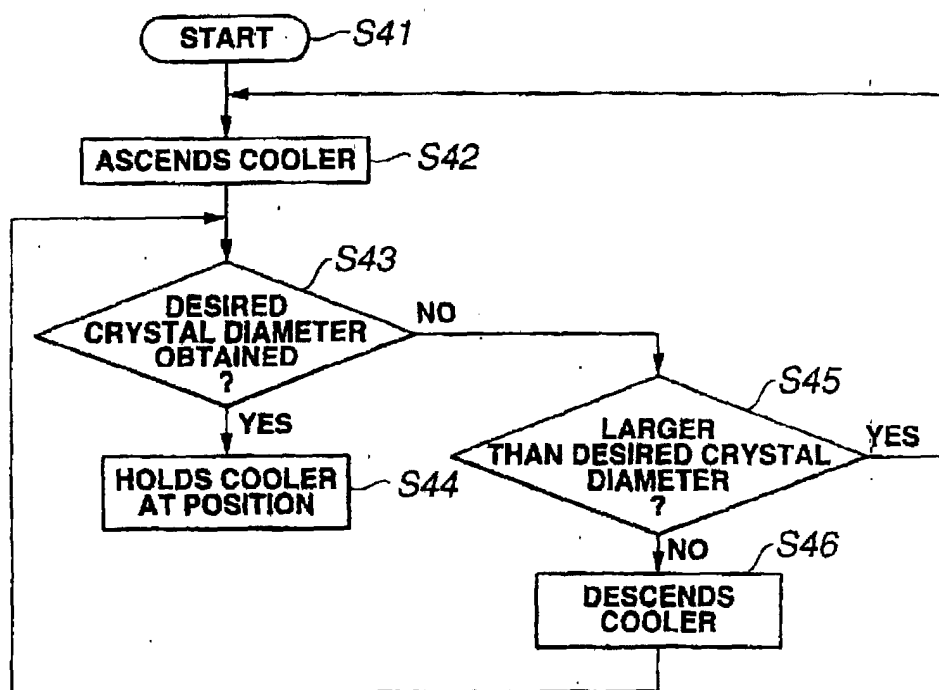 START
S41
ASCENDS COOLER
S42
S43
DESIRED
CRYSTAL DIAMETER
OBTAINED
?
NO
YES
HOLDS COOLER
AT POSITION
S44
S45
LARGER
THAN DESIRED CRYSTAL
DIAMETER
?
YES
NO
S46
DESCENDS
COOLER